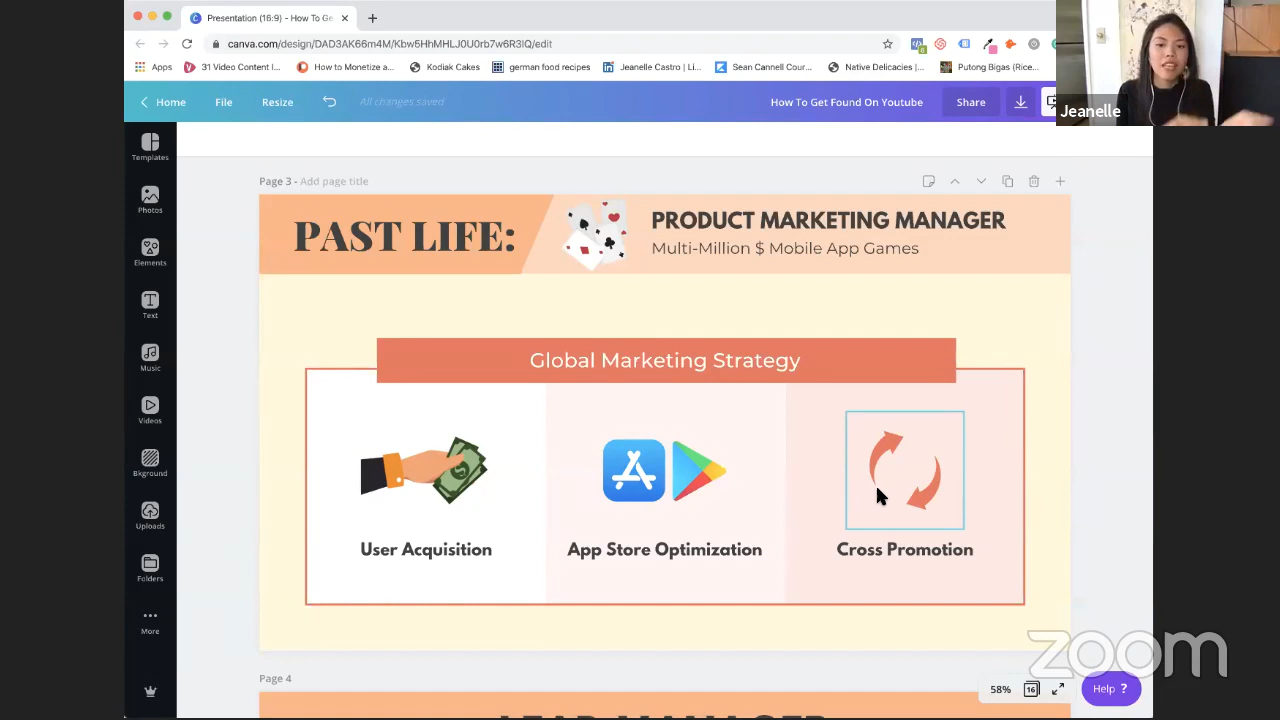 Presentation (16:9) - How To Ge
canva.com/design/DAD3AK66m4M/Kbw5HhMHLJ0U0rb7w6R3IQ/edit
Apps
31 Video Content I...
How to Monetize a...
Kodiak Cakes
german food recipes
Jeanelle Castro | Li...
Sean Cannell Cour...
Native Delicacies |...
Putong Bigas (Rice...
Jeanelle
Home
File
Resize
All changes saved
How To Get Found On Youtube
Share
Templates
Photos
Elements
Text
Music
Videos
Bkground
Uploads
Folders
More
Page 3 - Add page title
PAST LIFE:
PRODUCT MARKETING MANAGER
Multi-Million $ Mobile App Games
Global Marketing Strategy
User Acquisition
App Store Optimization
Cross Promotion
Page 4
58%
16
Help ?
zoom